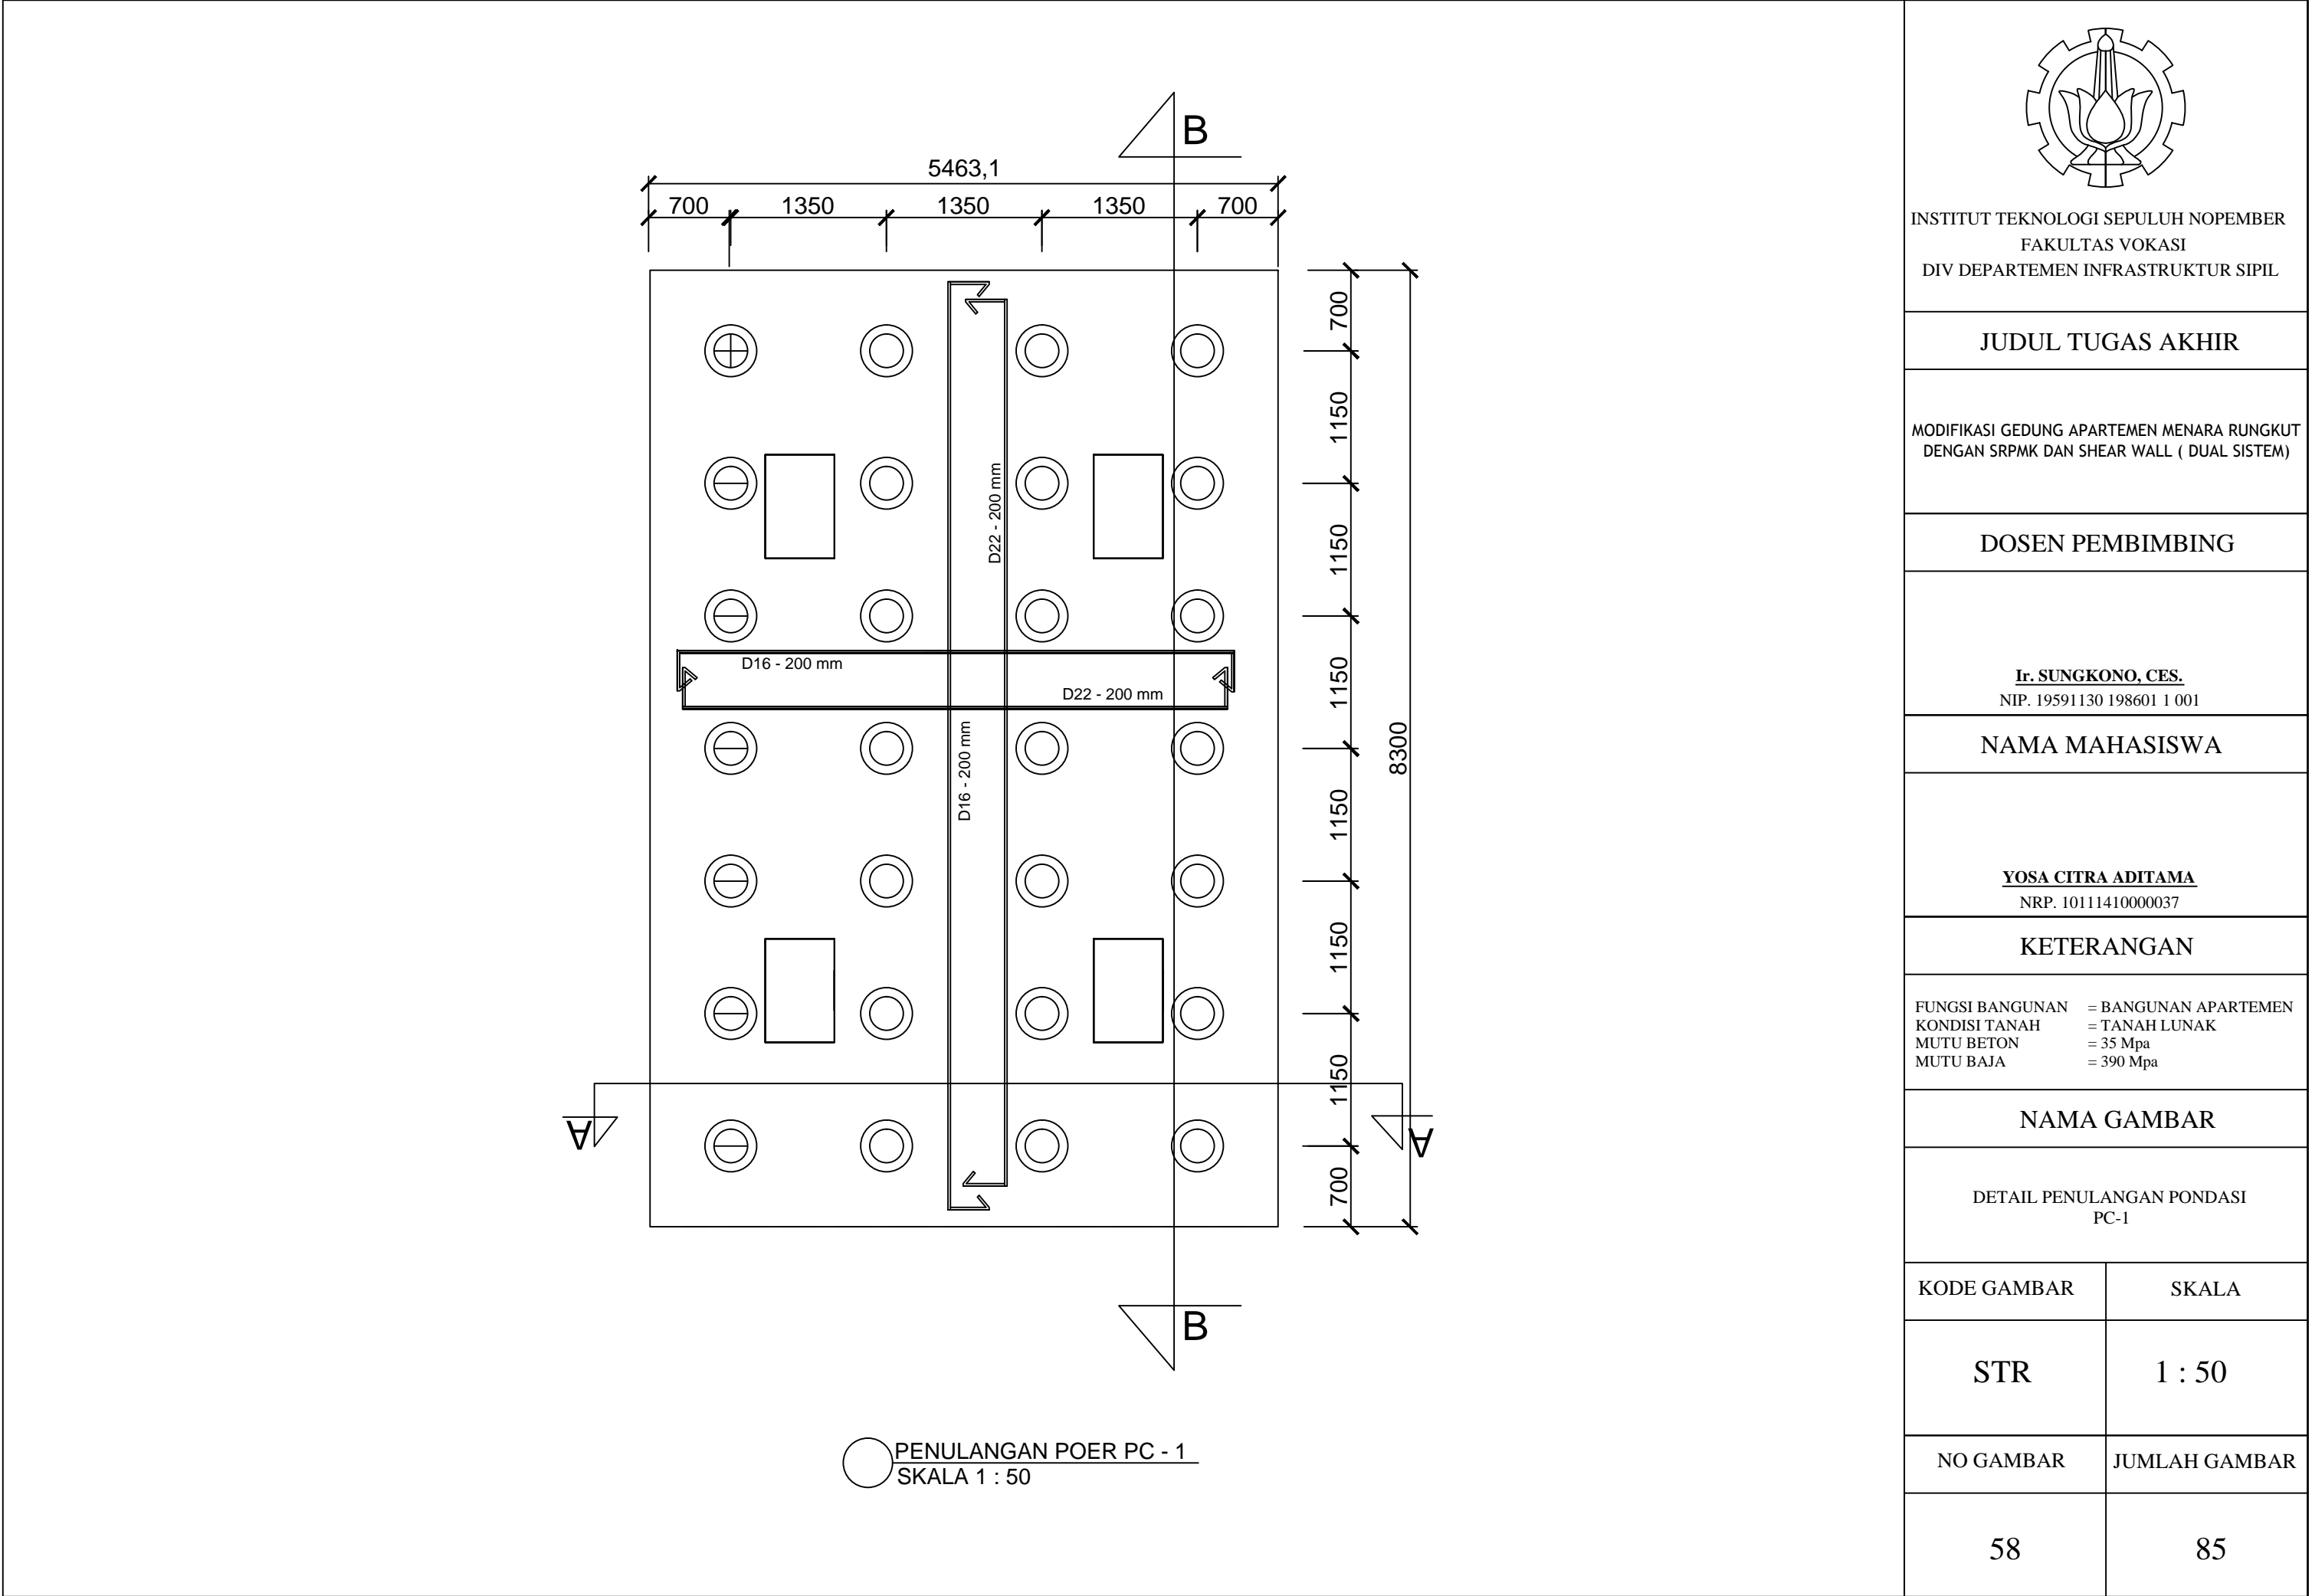 B
5463,1
700 1350 1350 1350 700
700
1150
1150
1150
1150
1150
1150
700
8300
D22 - 200 mm
D16 - 200 mm
D22 - 200 mm
D16 - 200 mm
A A
B
PENULANGAN POER PC - 1
SKALA 1 : 50
INSTITUT TEKNOLOGI SEPULUH NOPEMBER
FAKULTAS VOKASI
DIV DEPARTEMEN INFRASTRUKTUR SIPIL
JUDUL TUGAS AKHIR
MODIFIKASI GEDUNG APARTEMEN MENARA RUNGKUT
DENGAN SRPMK DAN SHEAR WALL ( DUAL SISTEM)
DOSEN PEMBIMBING
Ir. SUNGKONO, CES.
NIP. 19591130 198601 1 001
NAMA MAHASISWA
YOSA CITRA ADITAMA
NRP. 10111410000037
KETERANGAN
FUNGSI BANGUNAN = BANGUNAN APARTEMEN
KONDISI TANAH = TANAH LUNAK
MUTU BETON = 35 Mpa
MUTU BAJA = 390 Mpa
NAMA GAMBAR
DETAIL PENULANGAN PONDASI
PC-1
KODE GAMBAR SKALA
STR 1 : 50
NO GAMBAR JUMLAH GAMBAR
58 85